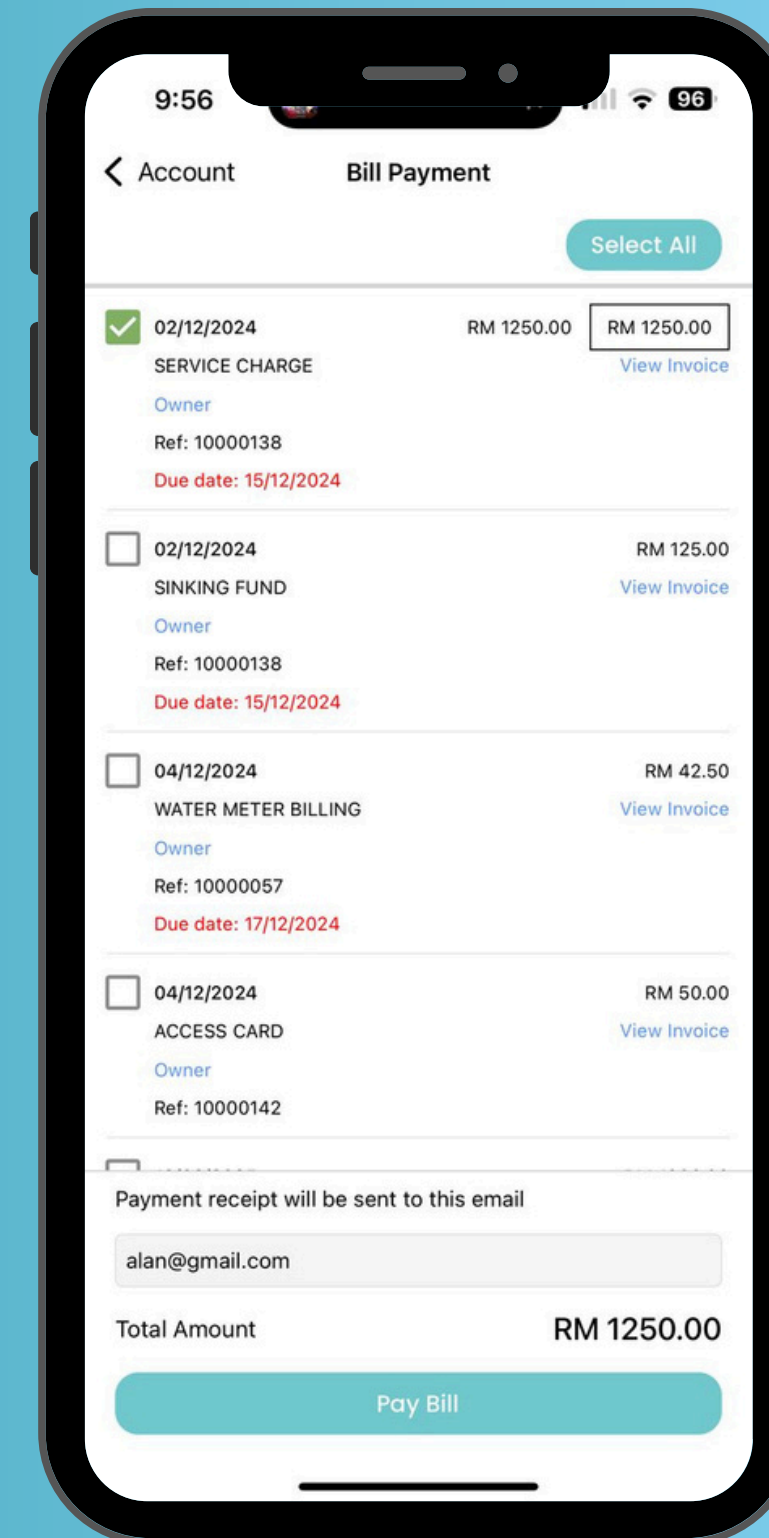 9:56
96
Account
Bill Payment
Select All
02/12/2024 RM 1250.00 RM 1250.00
SERVICE CHARGE View Invoice
Owner
Ref: 10000138
Due date: 15/12/2024
02/12/2024 RM 125.00
SINKING FUND View Invoice
Owner
Ref: 10000138
Due date: 15/12/2024
04/12/2024 RM 42.50
WATER METER BILLING View Invoice
Owner
Ref: 10000057
Due date: 17/12/2024
04/12/2024 RM 50.00
ACCESS CARD View Invoice
Owner
Ref: 10000142
Payment receipt will be sent to this email
alan@gmail.com
Total Amount RM 1250.00
Pay Bill